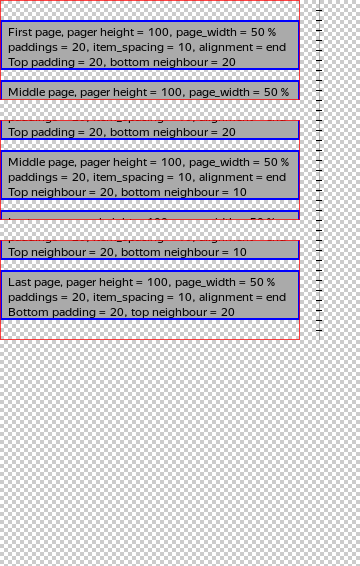 First page, pager height = 100, page_width = 50 %
paddings = 20, item_spacing = 10, alignment = end
Top padding = 20, bottom neighbour = 20
Middle page, pager height = 100, page_width = 50 %
Top padding = 20, bottom neighbour = 20
Middle page, pager height = 100, page_width = 50 %
paddings = 20, item_spacing = 10, alignment = end
Top neighbour = 20, bottom neighbour = 10
Top neighbour = 20, bottom neighbour = 10
Last page, pager height = 100, page_width = 50 %
paddings = 20, item_spacing = 10, alignment = end
Bottom padding = 20, top neighbour = 20